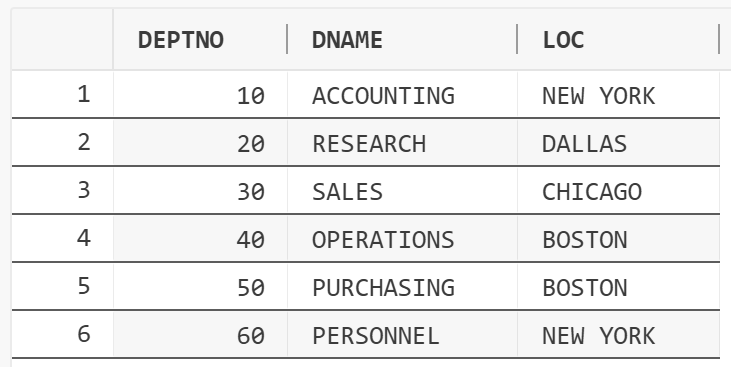 DEPTNO DNAME LOC
1 10 ACCOUNTING NEW YORK
2 20 RESEARCH DALLAS
3 30 SALES CHICAGO
4 40 OPERATIONS BOSTON
5 50 PURCHASING BOSTON
6 60 PERSONNEL NEW YORK